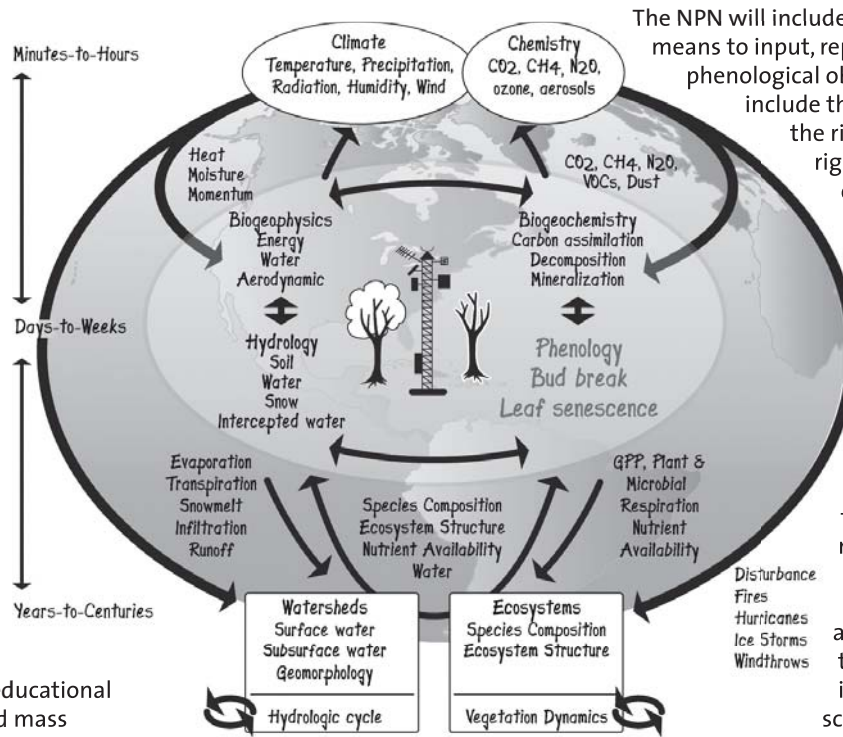 The NPN will include
means to input, rep
phenological ob
include th
the ri
rig
Minutes-to-Hours
Days-to-Weeks
Years-to-Centuries
Climate
Temperature, Precipitation,
Radiation, Humidity, Wind
Chemistry
CO2, CH4, N2O,
ozone, aerosols
Heat
Moisture
Momentum
CO2, CH4, N2O,
VOCs, Dust
Biogeophysics
Energy
Water
Aerodynamic
Biogeochemistry
Carbon assimilation
Decomposition
Mineralization
Hydrology
Soil
Water
Snow
Intercepted water
Phenology
Bud break
Leaf senescence
Evaporation
Transpiration
Snowmelt
Infiltration
Runoff
Species Composition
Ecosystem Structure
Nutrient Availability
Water
GPP, Plant &
Microbial
Respiration
Nutrient
Availability
Disturbance
Fires
Hurricanes
Ice Storms
Windthrows
Watersheds
Surface water
Subsurface water
Geomorphology
Hydrologic cycle
Ecosystems
Species Composition
Ecosystem Structure
Vegetation Dynamics
ducational
d mass
a
t
i
sc